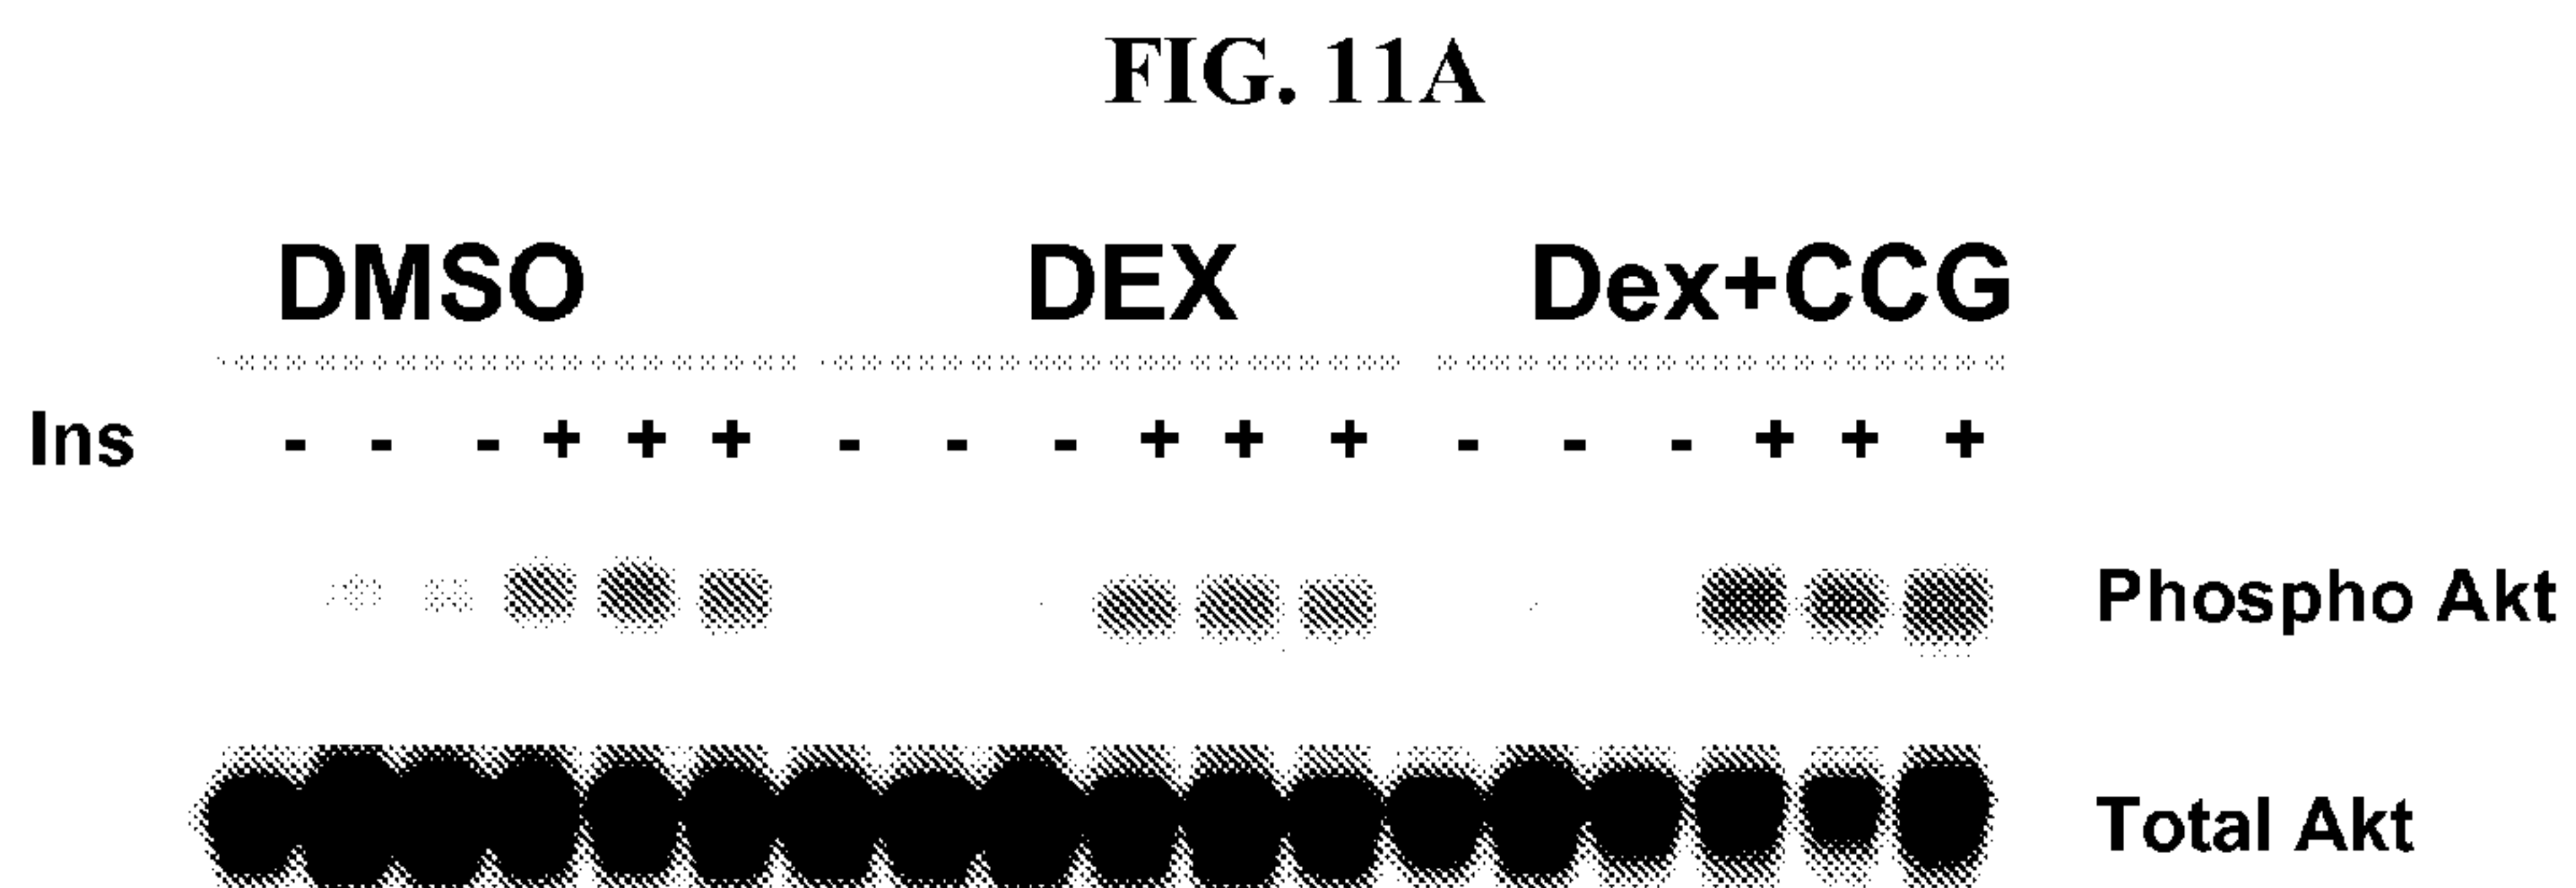 FIG. 11A
DMSO DEX Dex+CCG
Ins - - - + + + - - - + + + - - - + + +
Phospho Akt
Total Akt